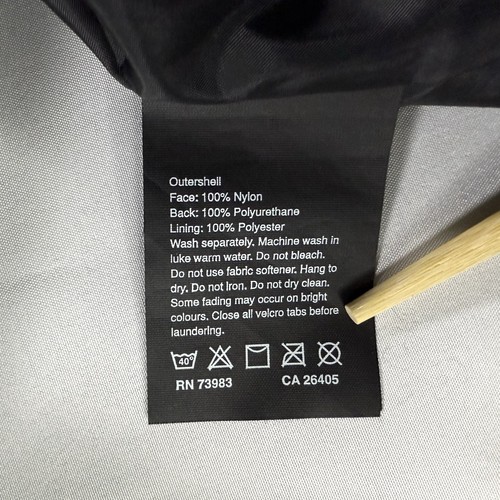 Outershell
Face: 100% Nylon
Back: 100% Polyurethane
Lining: 100% Polyester
Wash separately. Machine wash in
luke warm water. Do not bleach.
Do not use fabric softener. Hang to
dry. Do not Iron. Do not dry clean.
Some fading may occur on bright
colours. Close all velcro tabs before
laundering.
40°
RN 73983 CA 26405